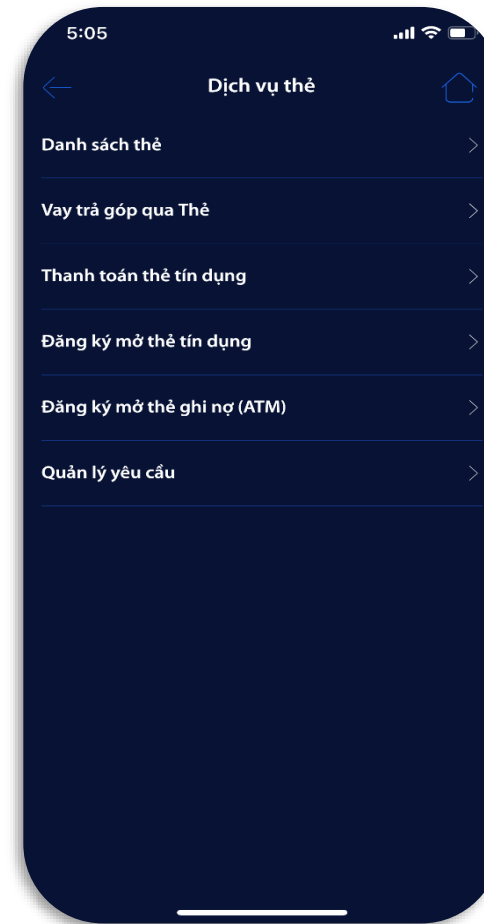 5:05
Dịch vụ thẻ
Danh sách thẻ
Vay trả góp qua Thẻ
Thanh toán thẻ tín dụng
Đăng ký mở thẻ tín dụng
Đăng ký mở thẻ ghi nợ (ATM)
Quản lý yêu cầu